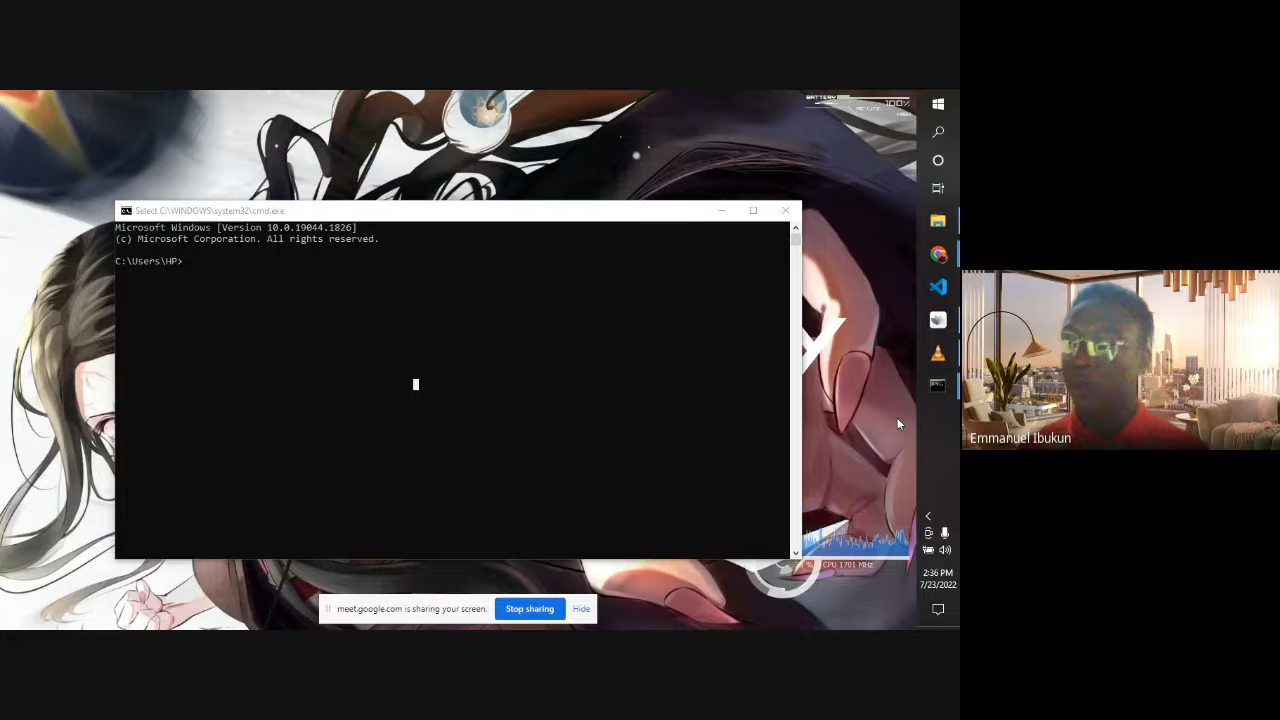 BATTERY
100%
Select C:\WINDOWS\system32\cmd.exe
Microsoft Windows [Version 10.0.19044.1826]
(c) Microsoft Corporation. All rights reserved.
C:\Users\HP>
Emmanuel Ibukun
CPU 1701 MHz
2:36 PM
7/23/2022
meet.google.com is sharing your screen.
Stop sharing
Hide